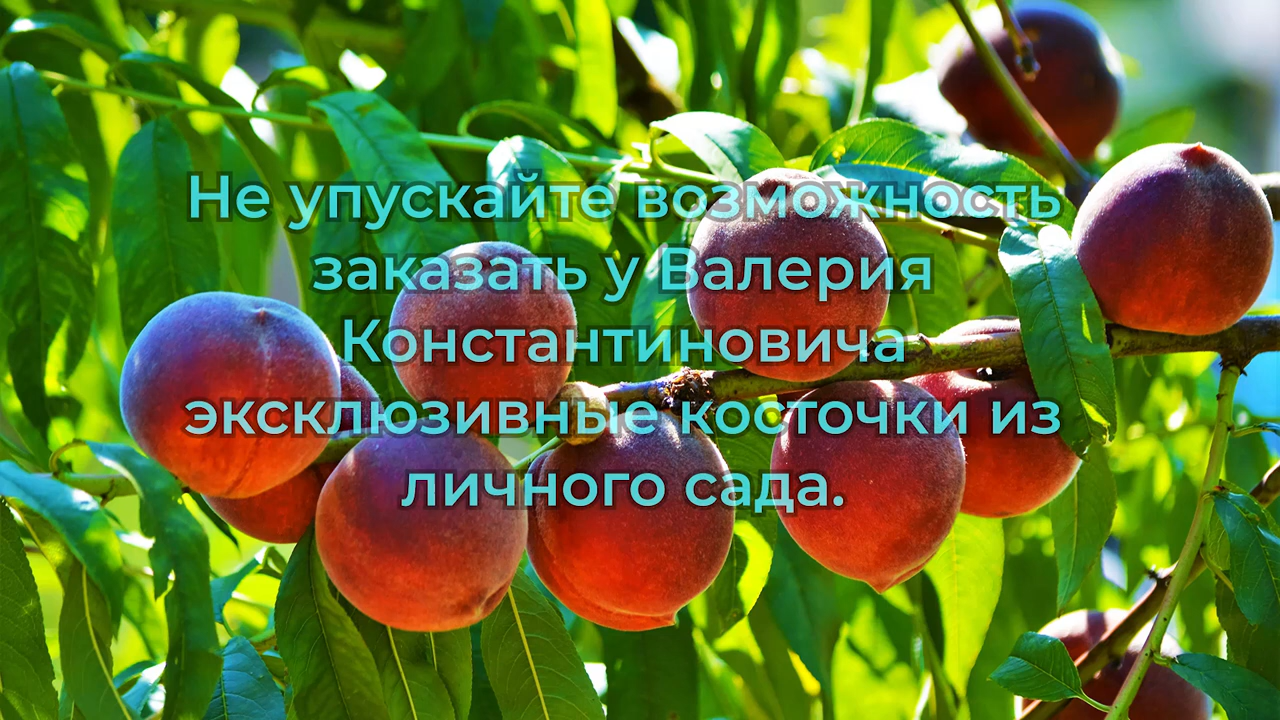 Не упускайте возможность
заказать у Валерия
Константиновича
эксклюзивные косточки из
личного сада.